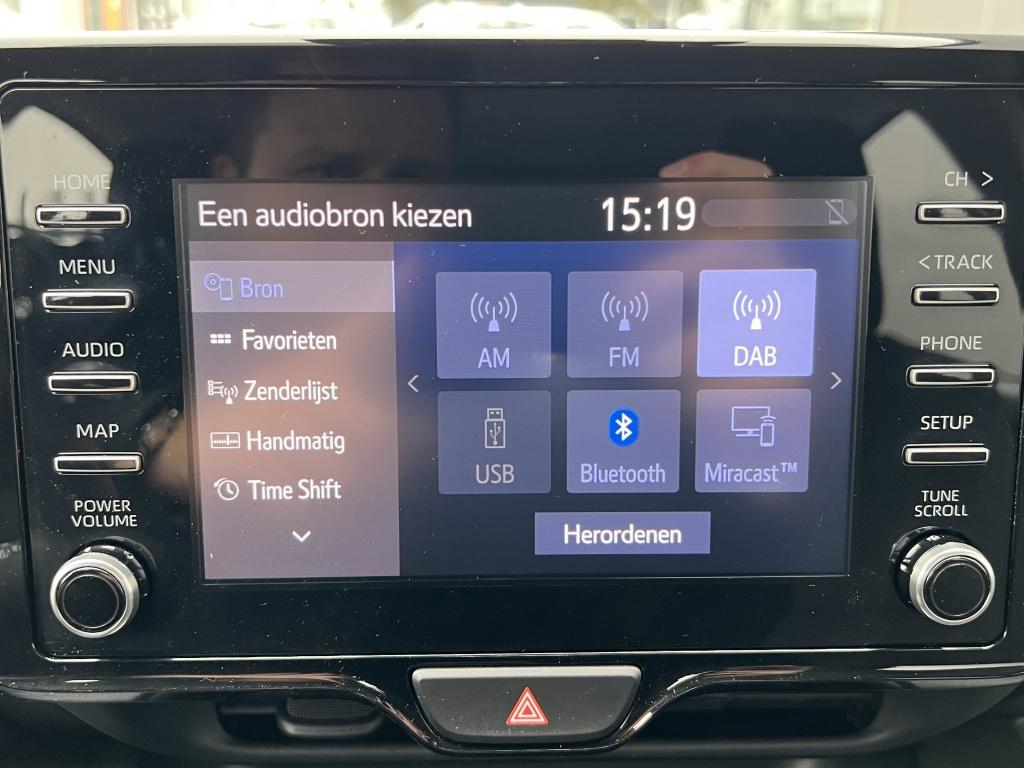 HOME
MENU
AUDIO
MAP
POWER
VOLUME
Een audiobron kiezen 15:19
Bron
Favorieten
Zenderlijst
Handmatig
Time Shift
AM FM DAB
USB Bluetooth Miracast™
Herordenen
CH >
< TRACK
PHONE
SETUP
TUNE
SCROLL